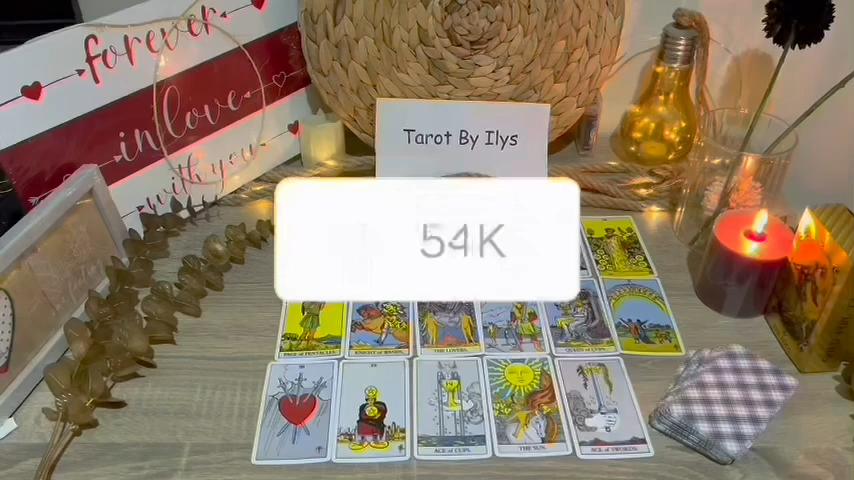 forever
in love
with you
Tarot By Ilys
54K
PAGE of PENTACLES
KNIGHT of WANDS
THE LOVERS
QUEEN of CUPS
ACE of CUPS
THE SUN
ACE of SWORDS